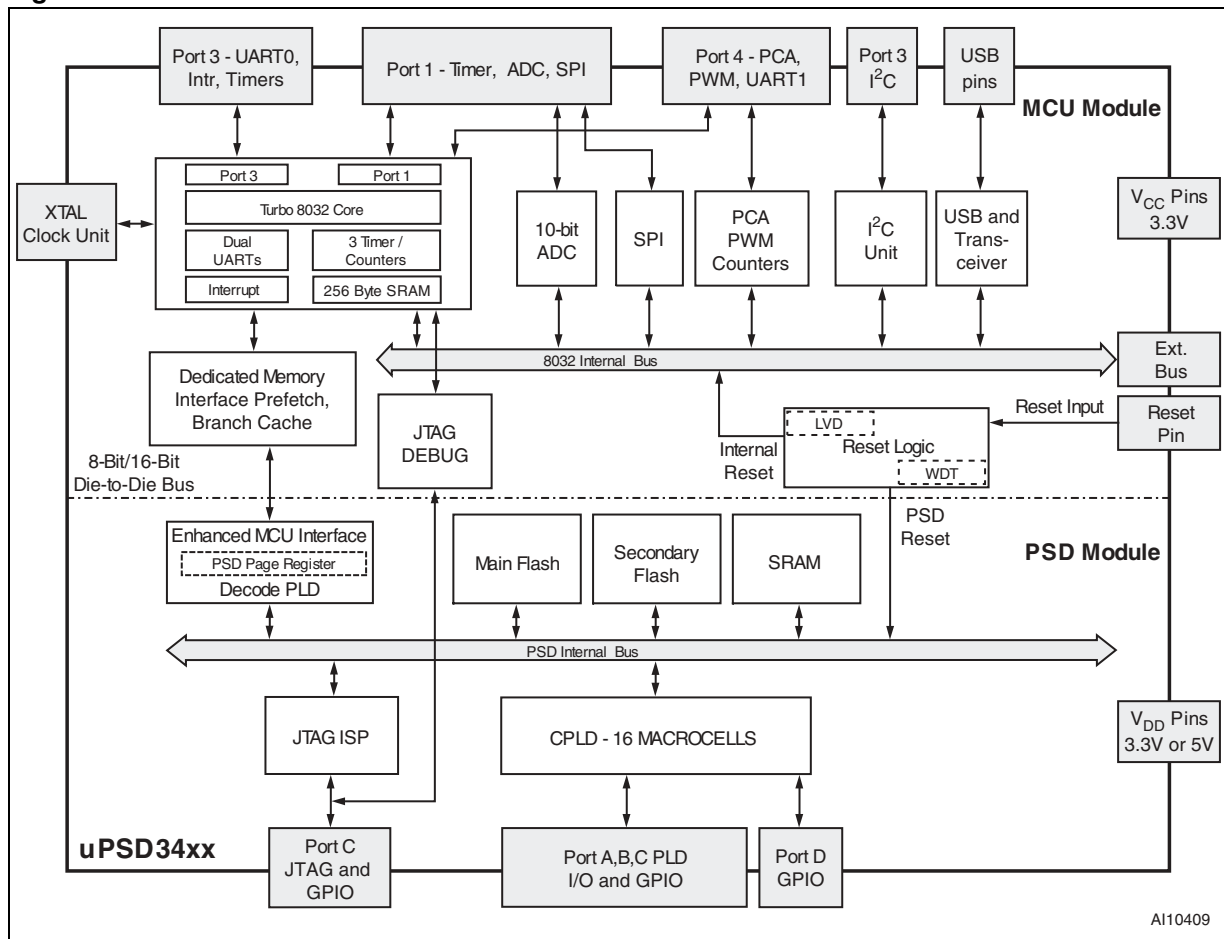 Port 3 - UART0,
Intr, Timers
Port 1 - Timer, ADC, SPI
Port 4 - PCA,
PWM, UART1
Port 3
I²C
USB
pins
MCU Module
XTAL
Clock Unit
Port 3
Port 1
Turbo 8032 Core
Dual
UARTs
3 Timer /
Counters
Interrupt
256 Byte SRAM
10-bit
ADC
SPI
PCA
PWM
Counters
I²C
Unit
USB and
Trans-
ceiver
VCC Pins
3.3V
8032 Internal Bus
Ext.
Bus
Dedicated Memory
Interface Prefetch,
Branch Cache
JTAG
DEBUG
Internal
Reset
LVD
Reset Logic
WDT
Reset Input
Reset
Pin
8-Bit/16-Bit
Die-to-Die Bus
PSD
Reset
Enhanced MCU Interface
PSD Page Register
Decode PLD
Main Flash
Secondary
Flash
SRAM
PSD Module
PSD Internal Bus
JTAG ISP
CPLD - 16 MACROCELLS
VDD Pins
3.3V or 5V
uPSD34xx
Port C
JTAG and
GPIO
Port A,B,C PLD
I/O and GPIO
Port D
GPIO
AI10409